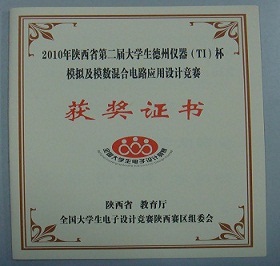 2010年陕西省第二届大学生德州仪器(TI)杯
模拟及模数混合电路应用设计竞赛
获奖证书
全国大学生电子设计竞赛
陕西省 教育厅
全国大学生电子设计竞赛陕西赛区组委会